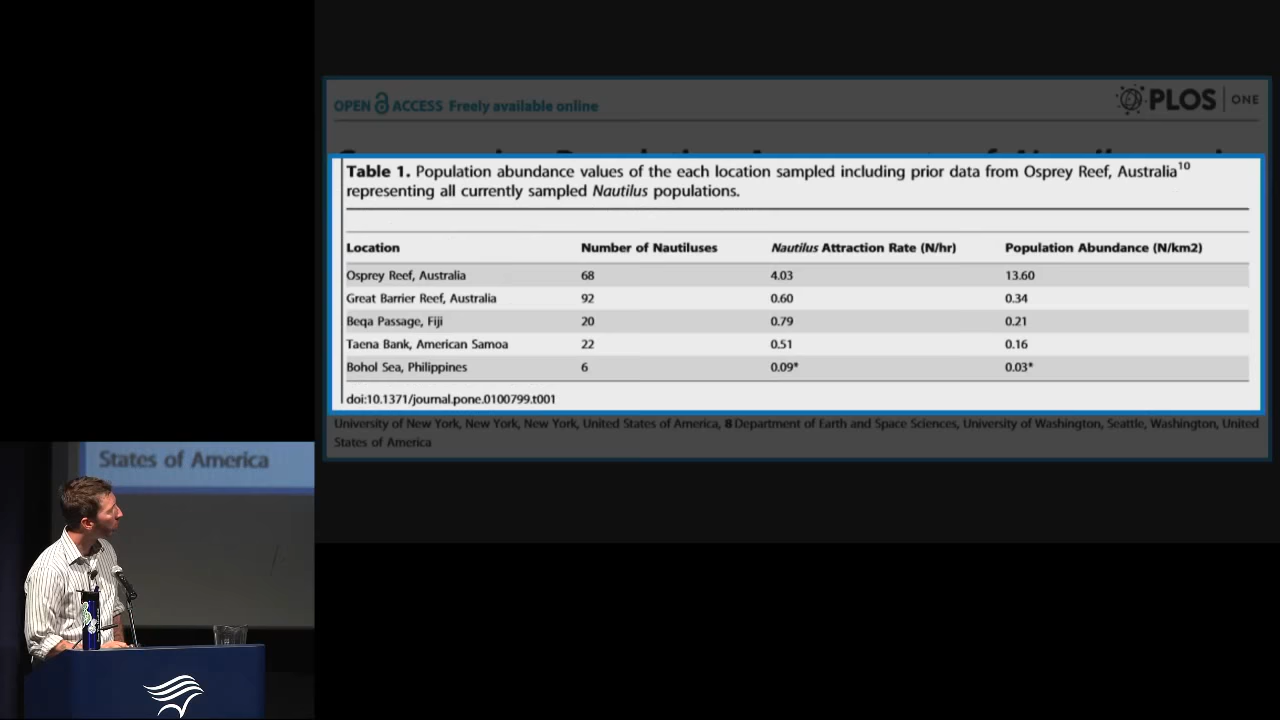 OPEN ACCESS Freely available online
PLOS ONE
Table 1. Population abundance values of the each location sampled including prior data from Osprey Reef, Australia10
representing all currently sampled Nautilus populations.
Location Number of Nautiluses Nautilus Attraction Rate (N/hr) Population Abundance (N/km2)
Osprey Reef, Australia 68 4.03 13.60
Great Barrier Reef, Australia 92 0.60 0.34
Beqa Passage, Fiji 20 0.79 0.21
Taena Bank, American Samoa 22 0.51 0.16
Bohol Sea, Philippines 6 0.09* 0.03*
doi:10.1371/journal.pone.0100799.t001
University of New York, New York, New York, United States of America, 8 Department of Earth and Space Sciences, University of Washington, Seattle, Washington, United
States of America
States of America